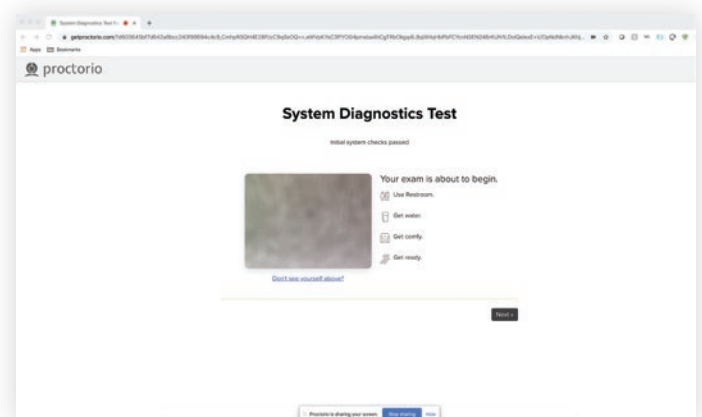 System Diagnostics Test
Apps Bookmarks
proctorio
System Diagnostics Test
Initial system checks passed
Your exam is about to begin.
Use Restroom.
Get water.
Get comfy.
Get ready.
Don't see yourself above?
Next ›
Proctorio is sharing your screen. Stop sharing Hide